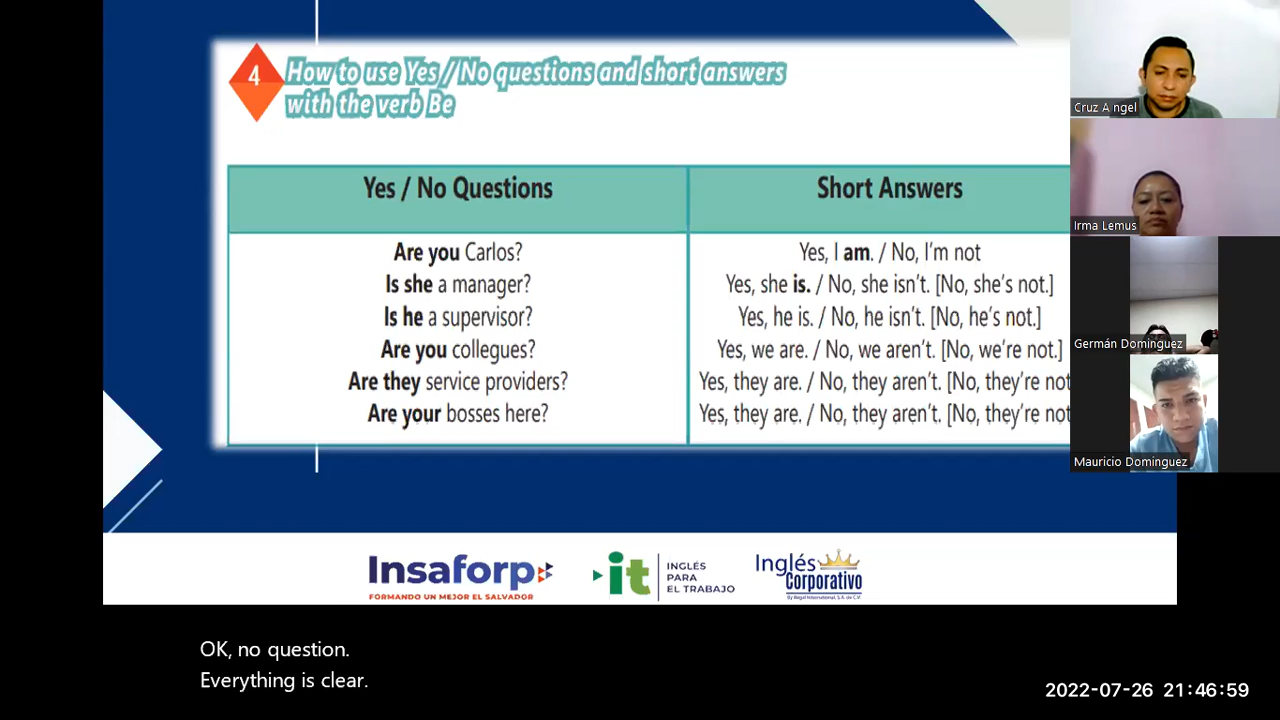 4
How to use Yes / No questions and short answers
with the verb Be
Yes / No Questions
Short Answers
Are you Carlos?
Yes, I am. / No, I'm not
Is she a manager?
Yes, she is. / No, she isn't. [No, she's not.]
Is he a supervisor?
Yes, he is. / No, he isn't. [No, he's not.]
Are you collegues?
Yes, we are. / No, we aren't. [No, we're not.]
Are they service providers?
Yes, they are. / No, they aren't. [No, they're not
Are your bosses here?
Yes, they are. / No, they aren't. [No, they're not
Cruz Angel
Irma Lemus
Germán Dominguez
Mauricio Dominguez
Insaforp
FORMANDO UN MEJOR EL SALVADOR
it
INGLÉS
PARA
EL TRABAJO
Inglés
Corporativo
By Regal International, S.A. de C.V.
OK, no question.
Everything is clear.
2022-07-26 21:46:59